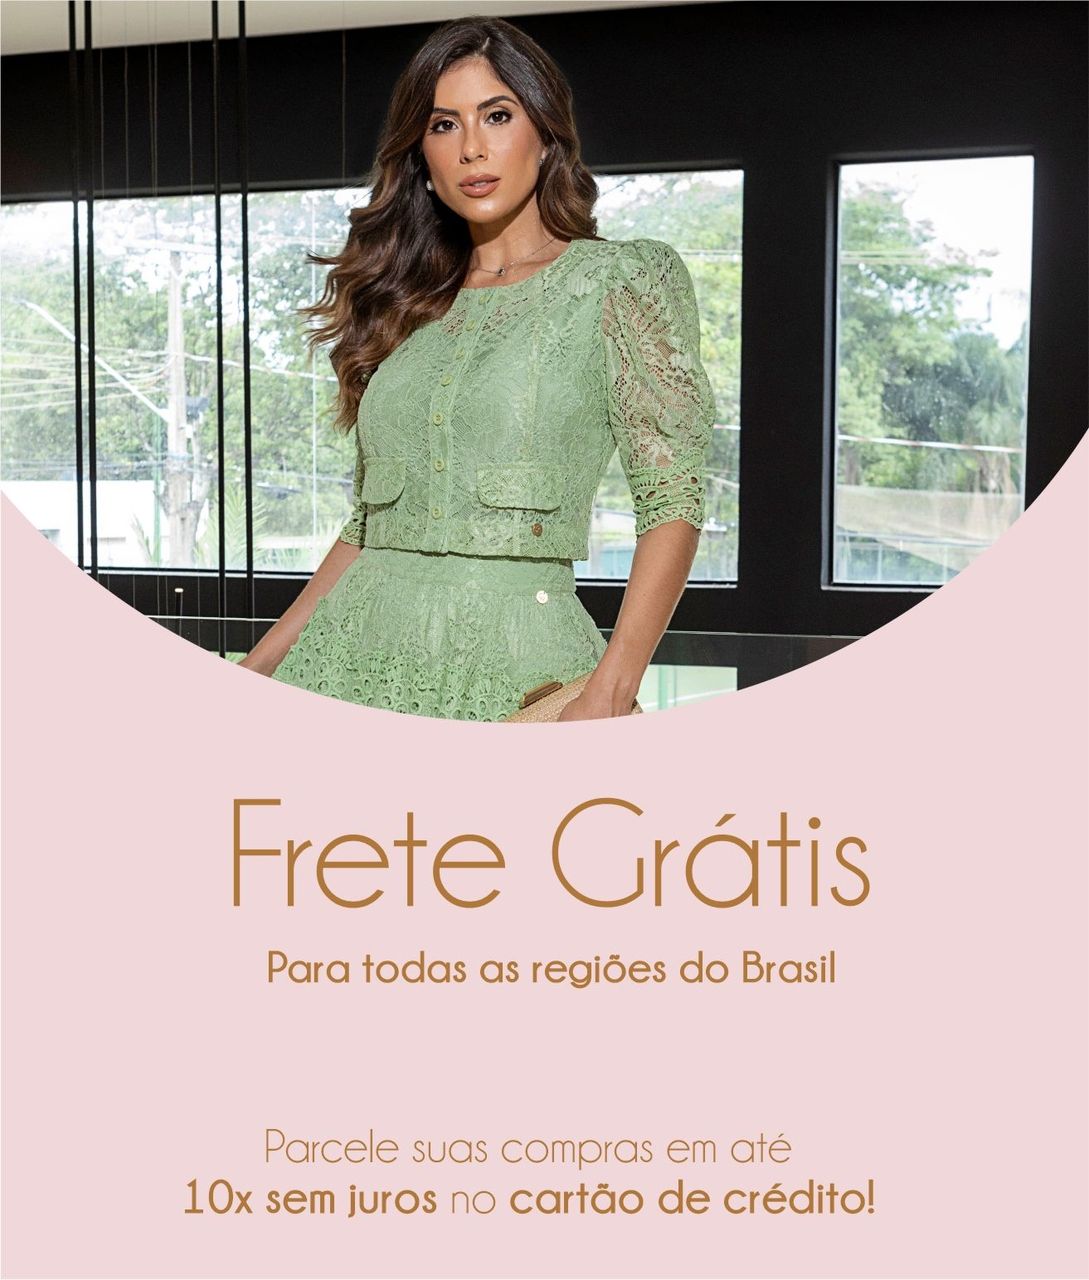 Frete Grátis
Para todas as regiões do Brasil
Parcele suas compras em até
10x sem juros no cartão de crédito!